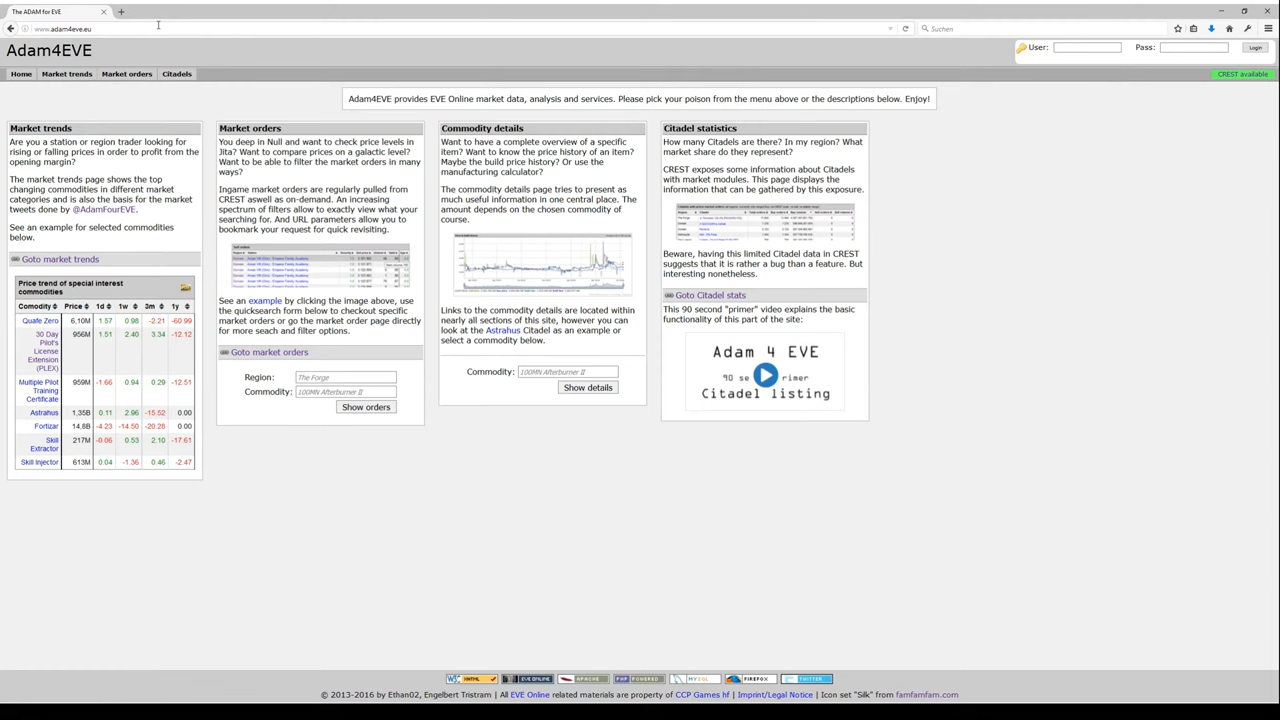 The ADAM for EVE
www.adam4eve.eu
Suchen
Adam4EVE
User:
Pass:
Login
Home
Market trends
Market orders
Citadels
CREST available
Adam4EVE provides EVE Online market data, analysis and services. Please pick your poison from the menu above or the descriptions below. Enjoy!
Market trends
Are you a station or region trader looking for
rising or falling prices in order to profit from the
opening margin?
The market trends page shows the top
changing commodities in different market
categories and is also the basis for the market
tweets done by @AdamFourEVE.
See an example for selected commodities
below.
Goto market trends
Price trend of special interest
commodities
Comodity Price 1d 1w 3m 1y
Quafe Zero 6,10M 1.57 0.98 -2.21 -60.99
30 Day 956M 1.51 2.40 3.34 -12.12
Pilot's
License
Extension
(PLEX)
Multiple Pilot 959M -1.66 0.94 0.29 -12.51
Training
Certificate
Astrahus 1,35B 0.11 2.96 -15.52 0.00
Fortizar 14,8B -4.23 -14.50 -20.28 0.00
Skill 217M -0.06 0.53 2.10 -17.61
Extractor
Skill Injector 613M 0.04 -1.36 0.46 -2.47
Market orders
You deep in Null and want to check price levels in
Jita? Want to compare prices on a galactic level?
Want to be able to filter the market orders in many
ways?
Ingame market orders are regularly pulled from
CREST aswell as on-demand. An increasing
spectrum of filters allow to exactly view what your
searching for. And URL parameters allow you to
bookmark your request for quick revisiting.
Sell orders
See an example by clicking the image above, use
the quicksearch form below to checkout specific
market orders or go the market order page directly
for more seach and filter options.
Goto market orders
Region: The Forge
Commodity: 100MN Afterburner II
Show orders
Commodity details
Want to have a complete overview of a specific
item? Want to know the price history of an item?
Maybe the build price history? Or use the
manufacturing calculator?
The commodity details page tries to present as
much useful information in one central place. The
amount depends on the chosen commodity of
course.
Links to the commodity details are located within
nearly all sections of this site, however you can
look at the Astrahus Citadel as an example or
select a commodity below.
Commodity: 100MN Afterburner II
Show details
Citadel statistics
How many Citadels are there? In my region? What
market share do they represent?
CREST exposes some information about Citadels
with market modules. This page displays the
information that can be gathered by this exposure.
Beware, having this limited Citadel data in CREST
suggests that it is rather a bug than a feature. But
interesting nonetheless.
Goto Citadel stats
This 90 second "primer" video explains the basic
functionality of this part of the site:
Adam 4 EVE
90 se rimer
Citadel listing
W3C HTML
EVE ONLINE
APACHE
PHP POWERED
MYSQL
FIREFOX
TWITTER
© 2013-2016 by Ethan02, Engelbert Tristram | All EVE Online related materials are property of CCP Games hf | Imprint/Legal Notice | Icon set "Silk" from famfamfam.com